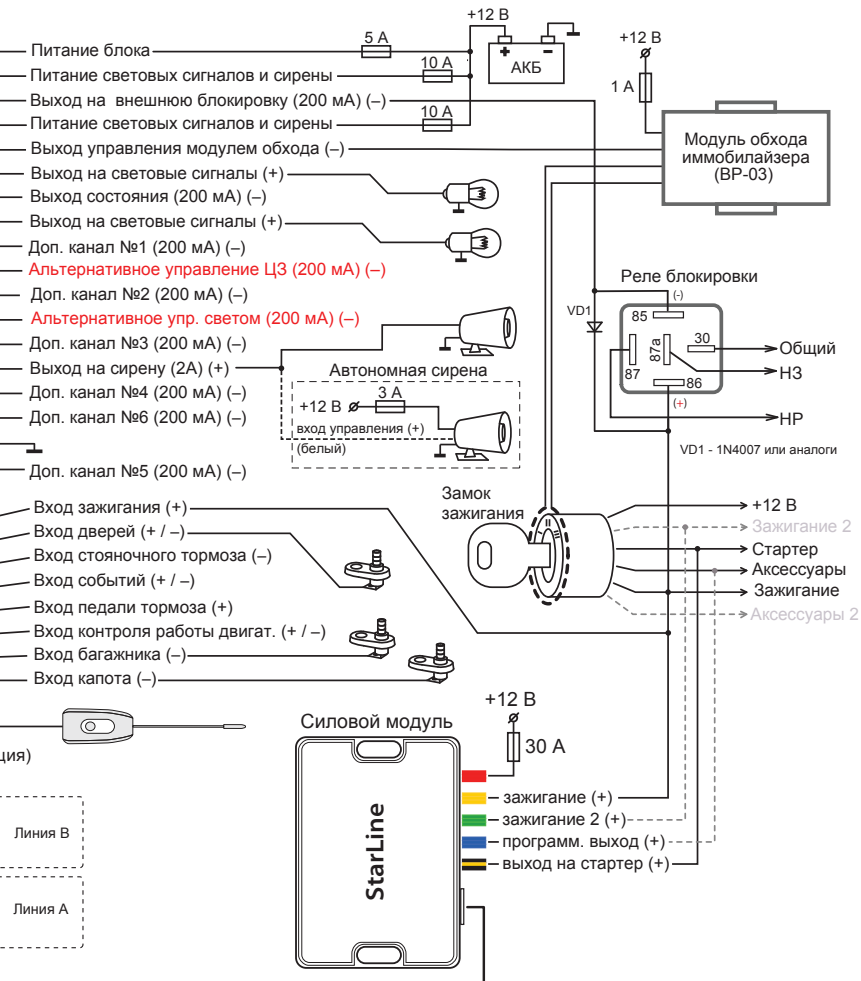 +12 В
5 А
Питание блока
+
–
АКБ
10 А
Питание световых сигналов и сирены
Выход на внешнюю блокировку (200 мА) (–)
10 А
Питание световых сигналов и сирены
Выход управления модулем обхода (–)
Выход на световые сигналы (+)
Выход состояния (200 мА) (–)
Выход на световые сигналы (+)
Доп. канал №1 (200 мА) (–)
Альтернативное управление ЦЗ (200 мА) (–)
Доп. канал №2 (200 мА) (–)
Альтернативное упр. светом (200 мА) (–)
Доп. канал №3 (200 мА) (–)
Выход на сирену (2А) (+)
Доп. канал №4 (200 мА) (–)
Доп. канал №6 (200 мА) (–)
Доп. канал №5 (200 мА) (–)
Автономная сирена
+12 В
3 А
вход управления (+)
(белый)
+12 В
1 А
Модуль обхода
иммобилайзера
(BP-03)
Реле блокировки
(-)
VD1
85
30
87a
87
86
(+)
Общий
НЗ
НР
VD1 - 1N4007 или аналоги
Вход зажигания (+)
Вход дверей (+ / –)
Вход стояночного тормоза (–)
Вход событий (+ / –)
Вход педали тормоза (+)
Вход контроля работы двигат. (+ / –)
Вход багажника (–)
Вход капота (–)
Замок
зажигания
+12 В
Зажигание 2
Стартер
Аксессуары
Зажигание
Аксессуары 2
ция)
Линия В
Линия А
Силовой модуль
+12 В
30 А
StarLine
зажигание (+)
зажигание 2 (+)
программ. выход (+)
выход на стартер (+)